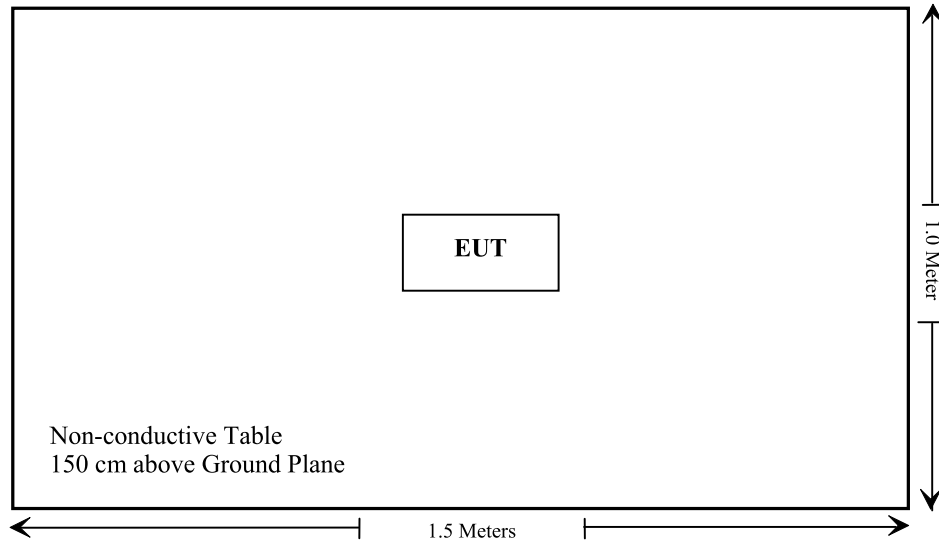 EUT
1.0 Meter
Non-conductive Table
150 cm above Ground Plane
1.5 Meters